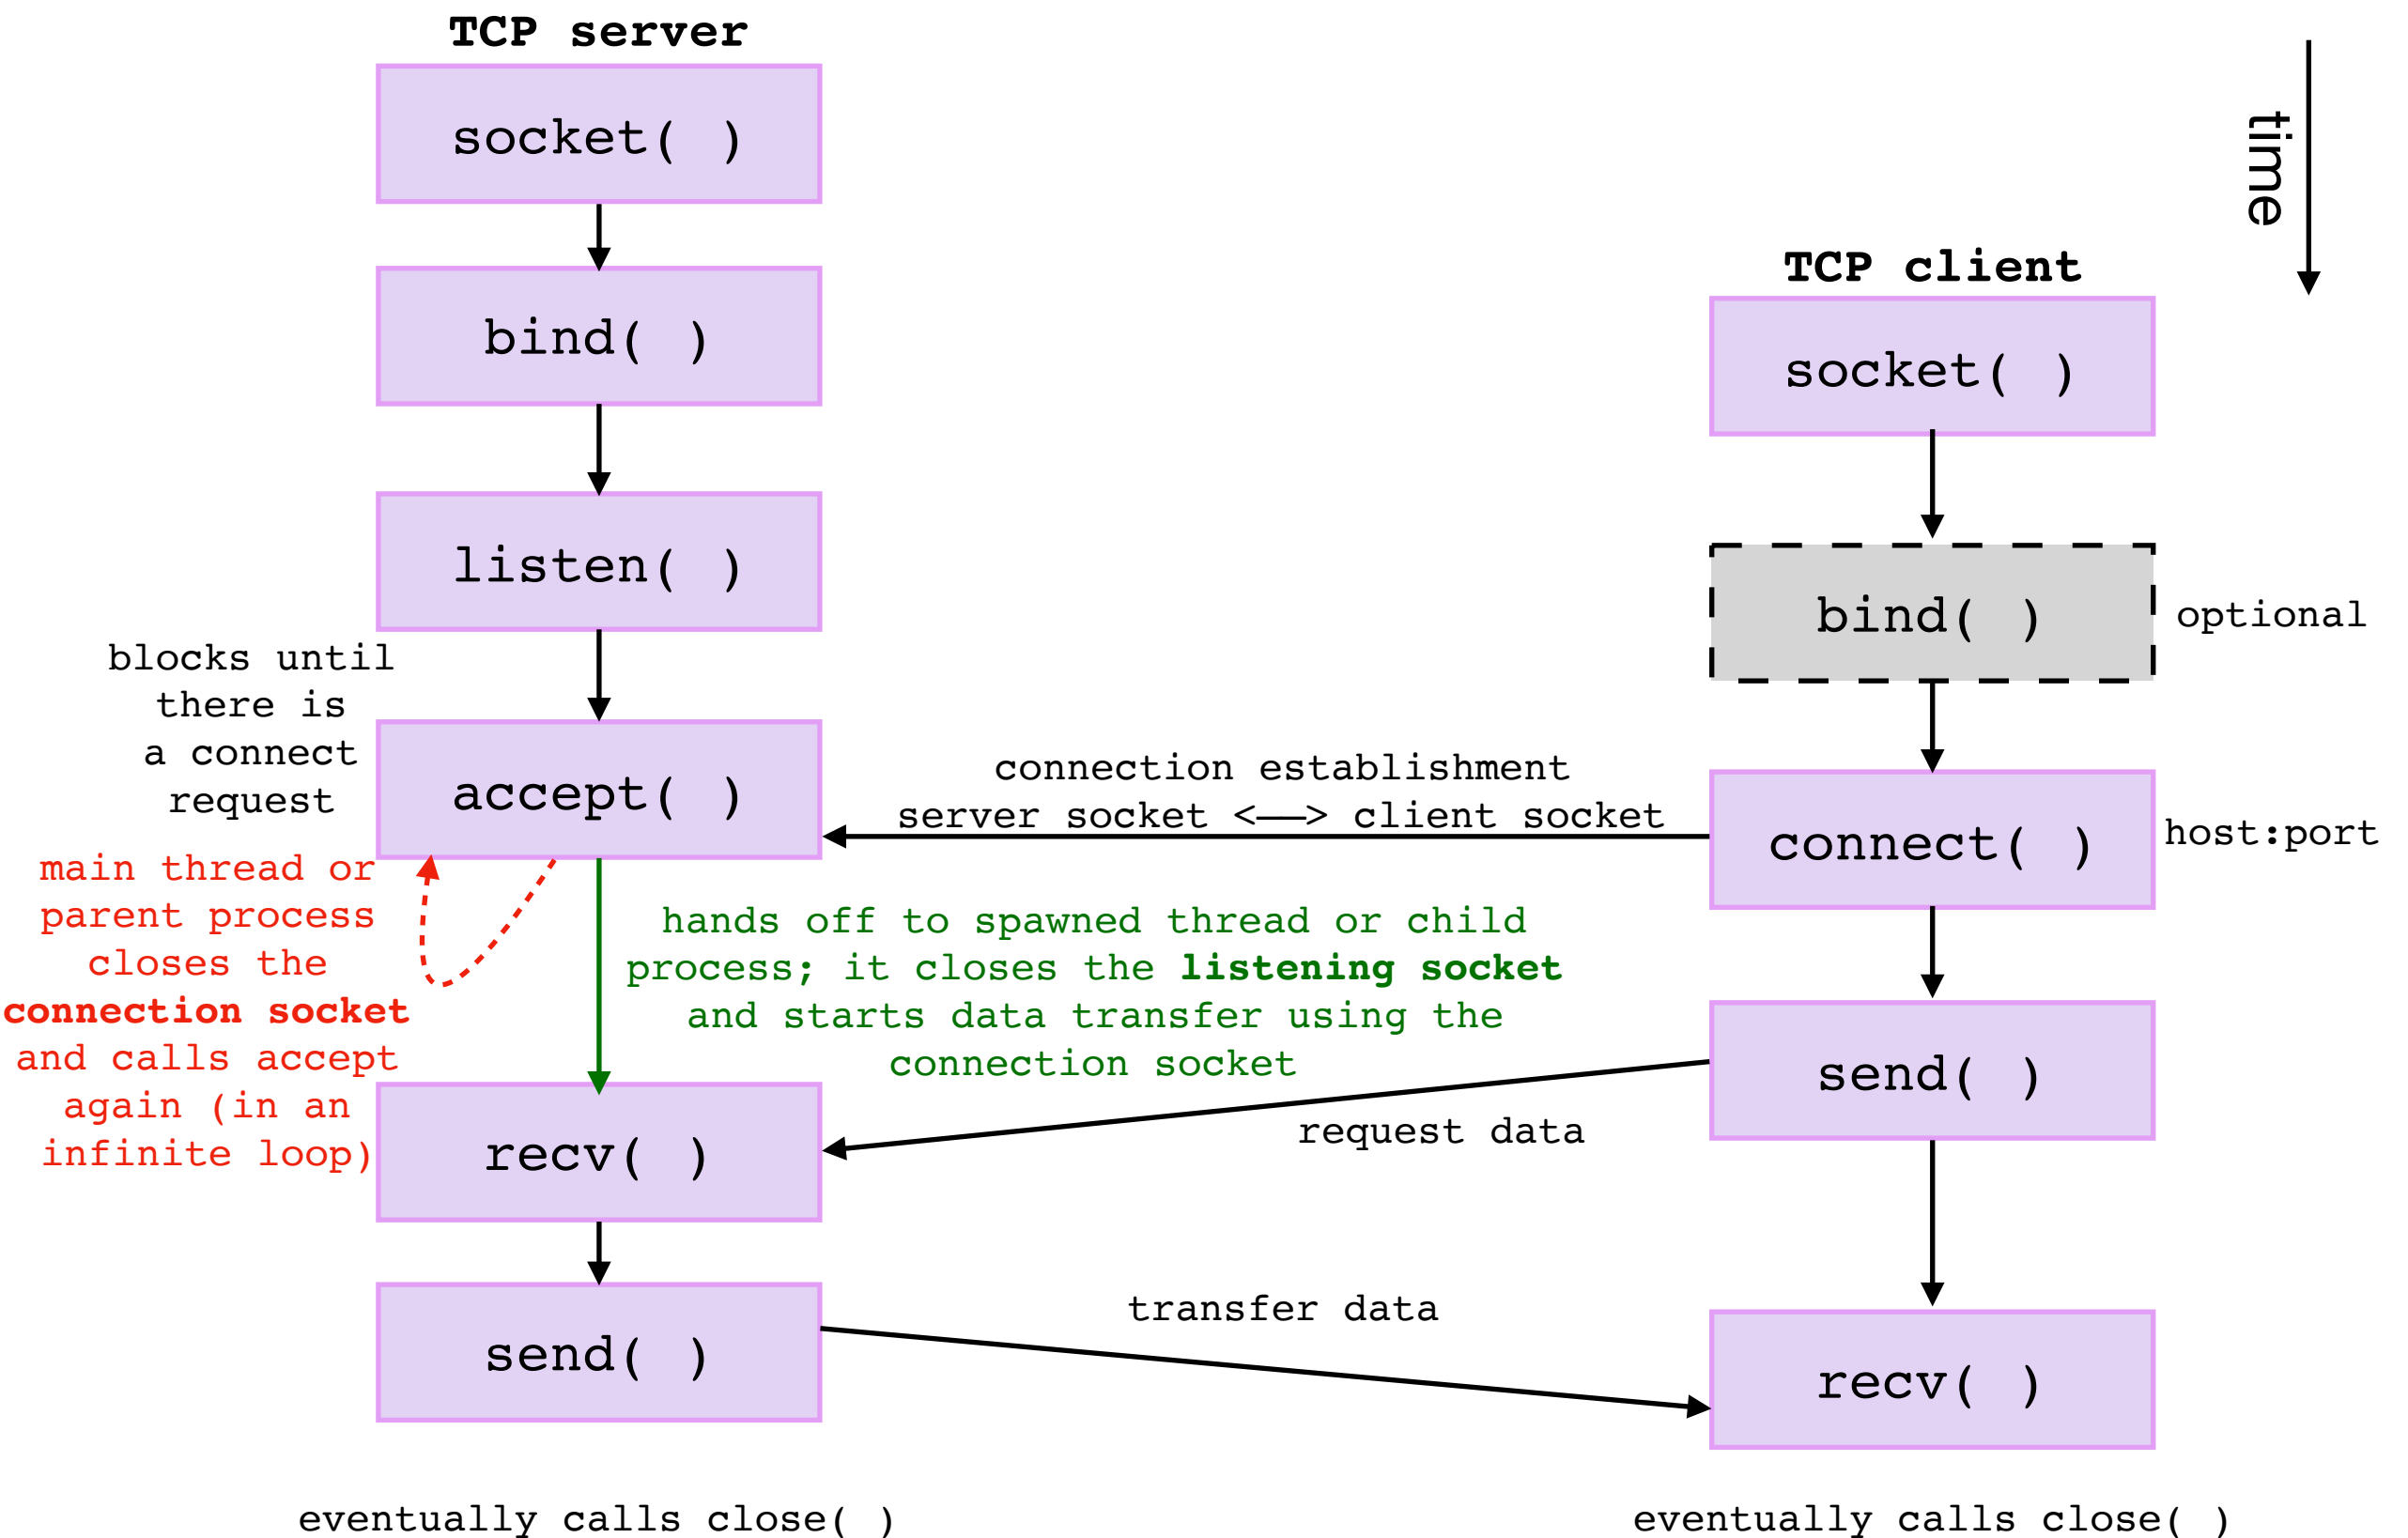 TCP server
socket( )
bind( )
listen( )
blocks until
there is
a connect
request
accept( )
main thread or
parent process
closes the
connection socket
and calls accept
again (in an
infinite loop)
hands off to spawned thread or child
process; it closes the listening socket
and starts data transfer using the
connection socket
recv( )
send( )
eventually calls close( )
connection establishment
server socket <——> client socket
request data
transfer data
time
TCP client
socket( )
bind( )
optional
connect( )
host:port
send( )
recv( )
eventually calls close( )